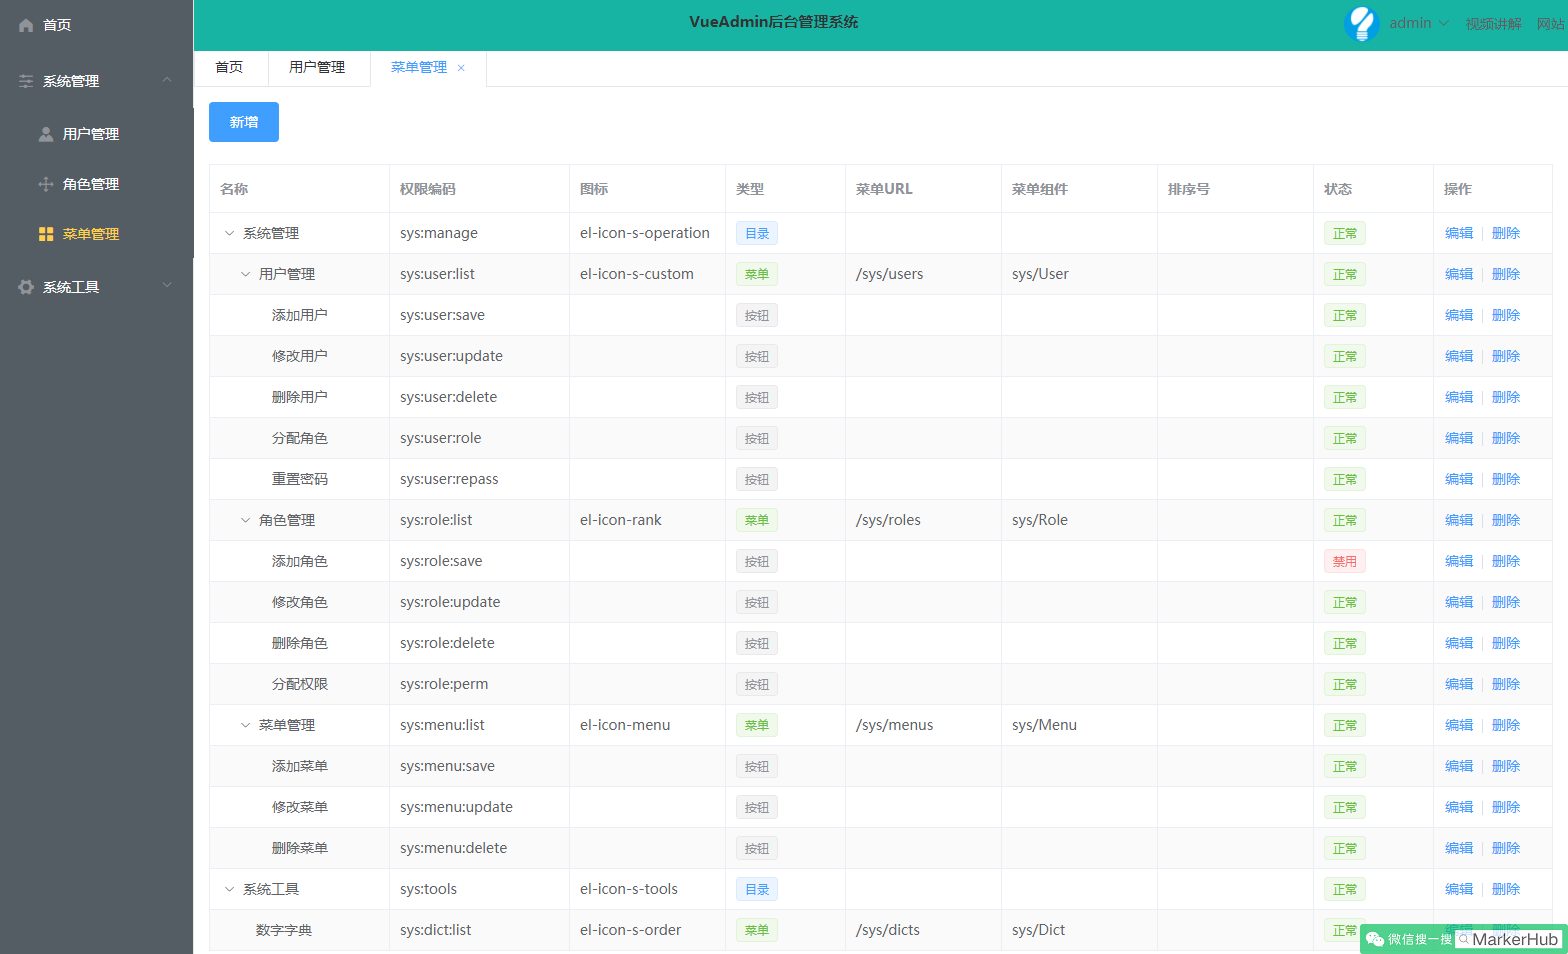 首页
系统管理
用户管理
角色管理
菜单管理
系统工具
VueAdmin后台管理系统
admin 视频讲解 网站
首页 用户管理 菜单管理 ×
新增
名称 权限编码 图标 类型 菜单URL 菜单组件 排序号 状态 操作
系统管理 sys:manage el-icon-s-operation 目录 正常 编辑 删除
用户管理 sys:user:list el-icon-s-custom 菜单 /sys/users sys/User 正常 编辑 删除
添加用户 sys:user:save 按钮 正常 编辑 删除
修改用户 sys:user:update 按钮 正常 编辑 删除
删除用户 sys:user:delete 按钮 正常 编辑 删除
分配角色 sys:user:role 按钮 正常 编辑 删除
重置密码 sys:user:repass 按钮 正常 编辑 删除
角色管理 sys:role:list el-icon-rank 菜单 /sys/roles sys/Role 正常 编辑 删除
添加角色 sys:role:save 按钮 禁用 编辑 删除
修改角色 sys:role:update 按钮 正常 编辑 删除
删除角色 sys:role:delete 按钮 正常 编辑 删除
分配权限 sys:role:perm 按钮 正常 编辑 删除
菜单管理 sys:menu:list el-icon-menu 菜单 /sys/menus sys/Menu 正常 编辑 删除
添加菜单 sys:menu:save 按钮 正常 编辑 删除
修改菜单 sys:menu:update 按钮 正常 编辑 删除
删除菜单 sys:menu:delete 按钮 正常 编辑 删除
系统工具 sys:tools el-icon-s-tools 目录 正常 编辑 删除
数字字典 sys:dict:list el-icon-s-order 菜单 /sys/dicts sys/Dict 正常
微信搜一搜 MarkerHub